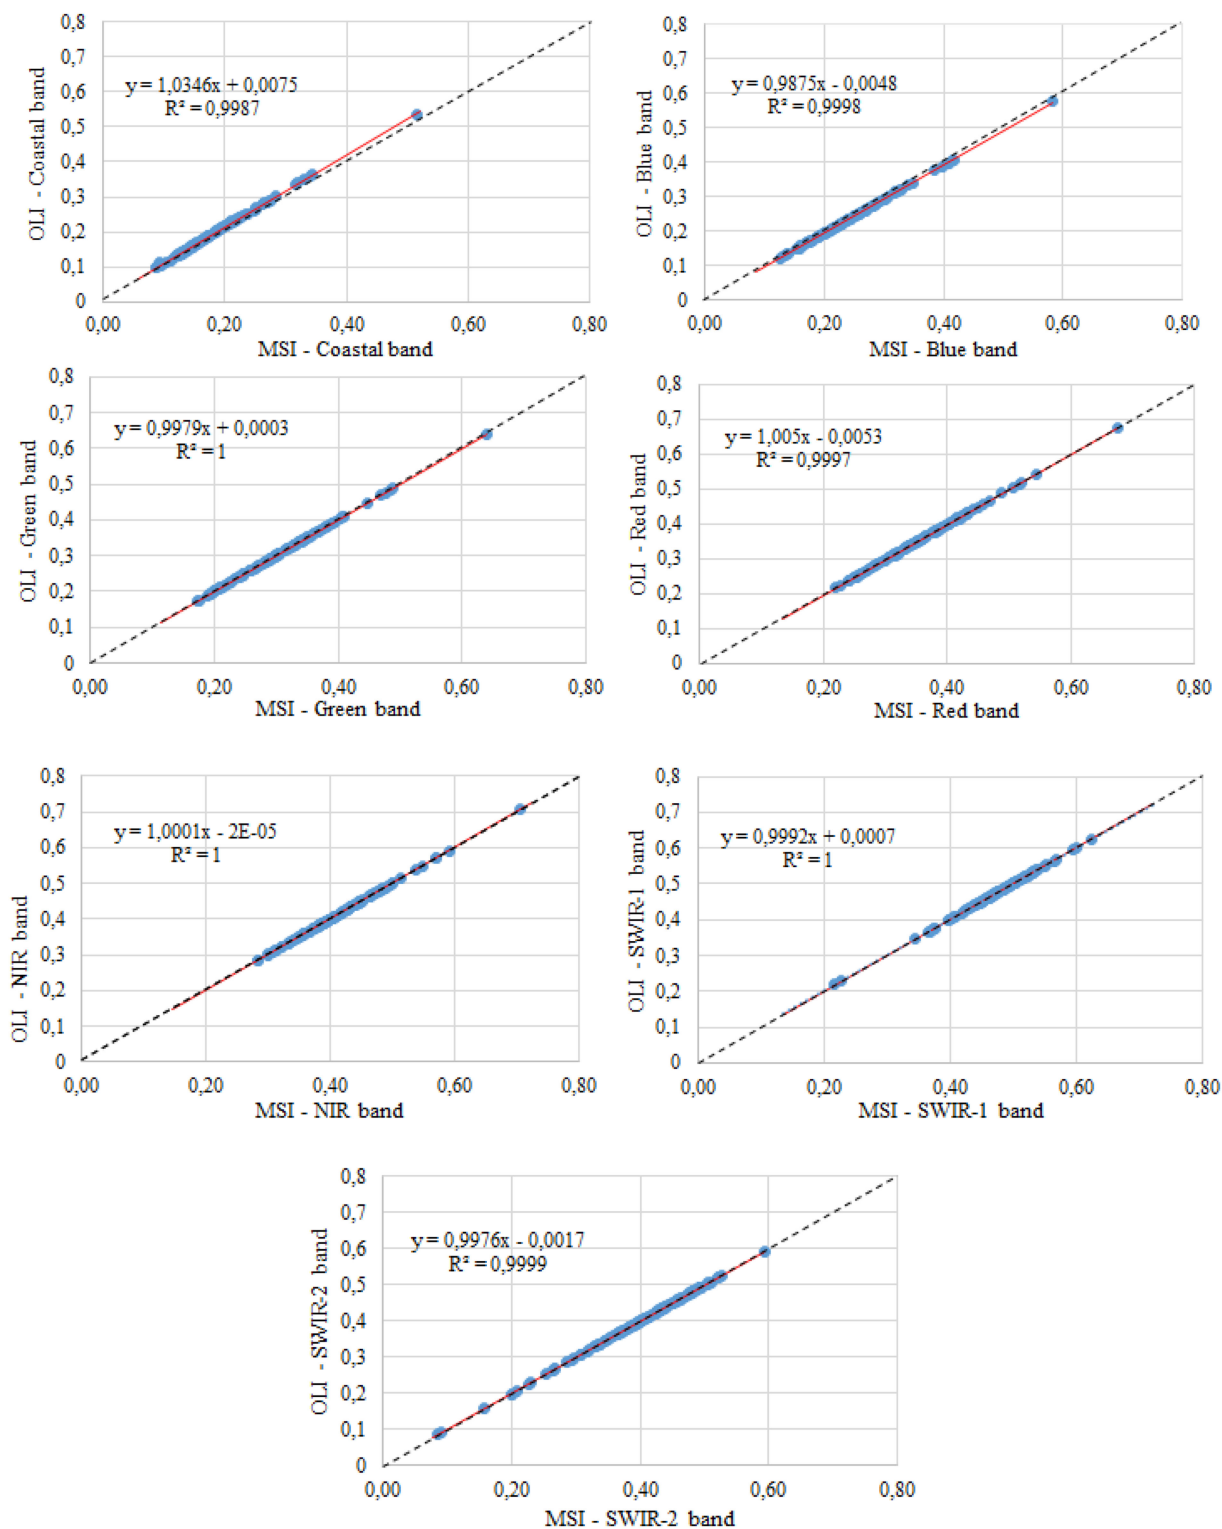 0,8
0,7
0,6
0,5
0,4
0,3
0,2
0,1
0
OLI - Coastal band
y = 1,0346x + 0,0075
R² = 0,9987
0,00 0,20 0,40 0,60 0,80
MSI - Coastal band
0,8
0,7
0,6
0,5
0,4
0,3
0,2
0,1
0
OLI - Blue band
y = 0,9875x - 0,0048
R² = 0,9998
0,00 0,20 0,40 0,60 0,80
MSI - Blue band
0,8
0,7
0,6
0,5
0,4
0,3
0,2
0,1
0
OLI - Green band
y = 0,9979x + 0,0003
R² = 1
0,00 0,20 0,40 0,60 0,80
MSI - Green band
0,8
0,7
0,6
0,5
0,4
0,3
0,2
0,1
0
OLI - Red band
y = 1,005x - 0,0053
R² = 0,9997
0,00 0,20 0,40 0,60 0,80
MSI - Red band
0,8
0,7
0,6
0,5
0,4
0,3
0,2
0,1
0
OLI - NIR band
y = 1,0001x - 2E-05
R² = 1
0,00 0,20 0,40 0,60 0,80
MSI - NIR band
0,8
0,7
0,6
0,5
0,4
0,3
0,2
0,1
0
OLI - SWIR-1 band
y = 0,9992x + 0,0007
R² = 1
0,00 0,20 0,40 0,60 0,80
MSI - SWIR-1 band
0,8
0,7
0,6
0,5
0,4
0,3
0,2
0,1
0
OLI - SWIR-2 band
y = 0,9976x - 0,0017
R² = 0,9999
0,00 0,20 0,40 0,60 0,80
MSI - SWIR-2 band